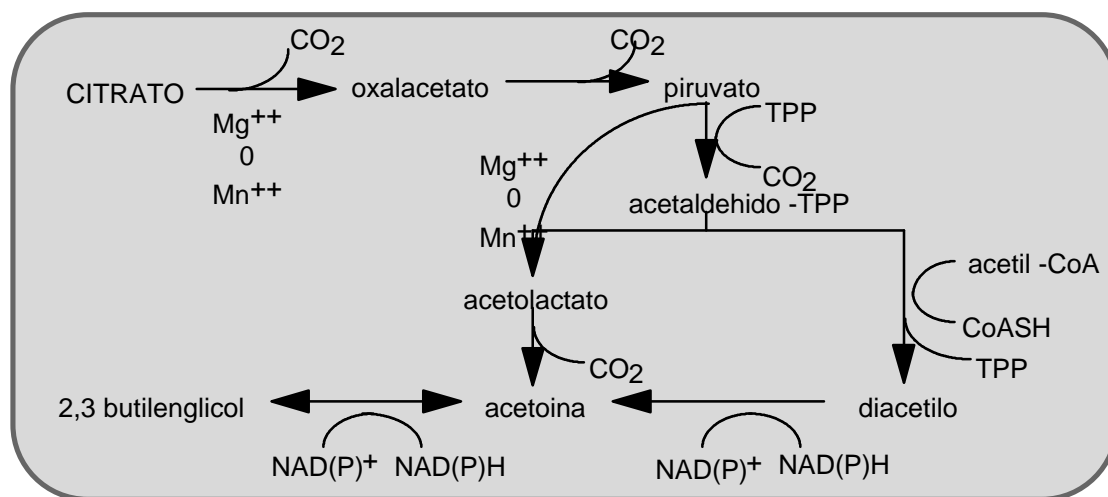 CO2 CO2
CITRATO oxalacetato piruvato
Mg++ TPP
0 Mg++
Mn++ 0 CO2
acetaldehido -TPP
Mn++
acetil -CoA
acetolactato
CoASH
CO2 TPP
2,3 butilenglicol acetoina diacetilo
NAD(P)+ NAD(P)H NAD(P)+ NAD(P)H